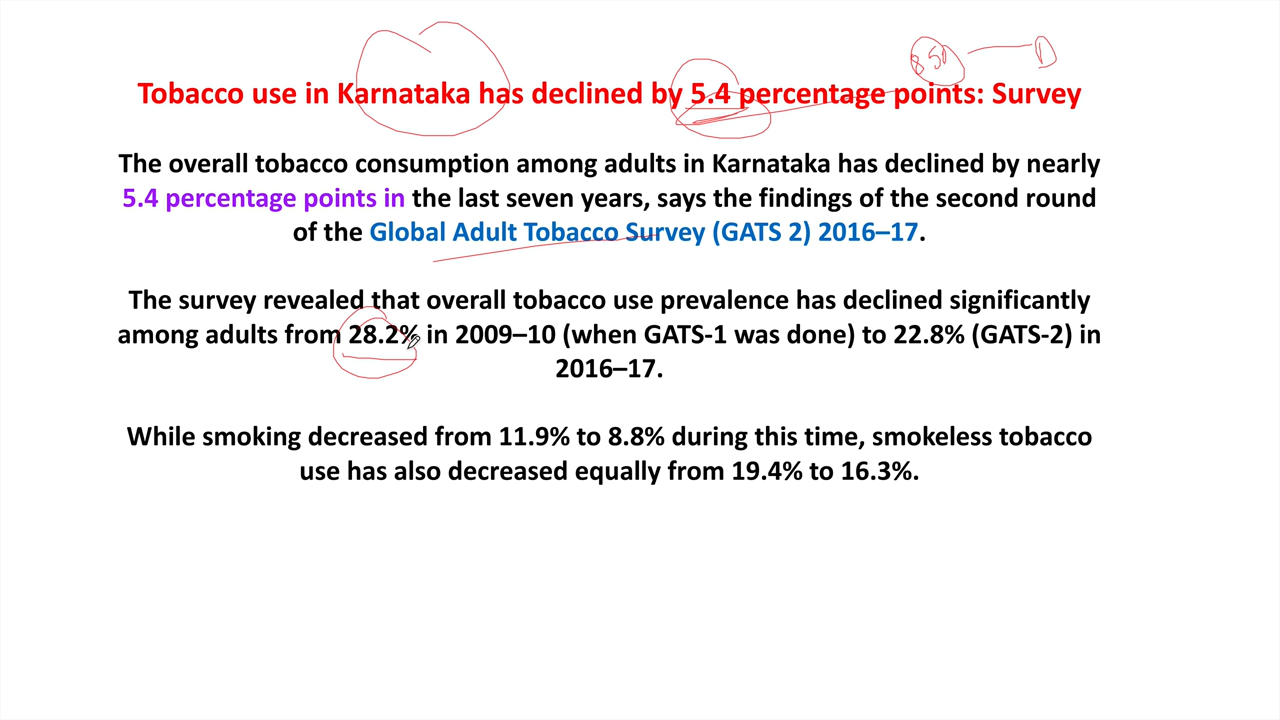 850 — D
Tobacco use in Karnataka has declined by 5.4 percentage points: Survey
The overall tobacco consumption among adults in Karnataka has declined by nearly
5.4 percentage points in the last seven years, says the findings of the second round
of the Global Adult Tobacco Survey (GATS 2) 2016–17.
The survey revealed that overall tobacco use prevalence has declined significantly
among adults from 28.2% in 2009–10 (when GATS-1 was done) to 22.8% (GATS-2) in
2016–17.
While smoking decreased from 11.9% to 8.8% during this time, smokeless tobacco
use has also decreased equally from 19.4% to 16.3%.